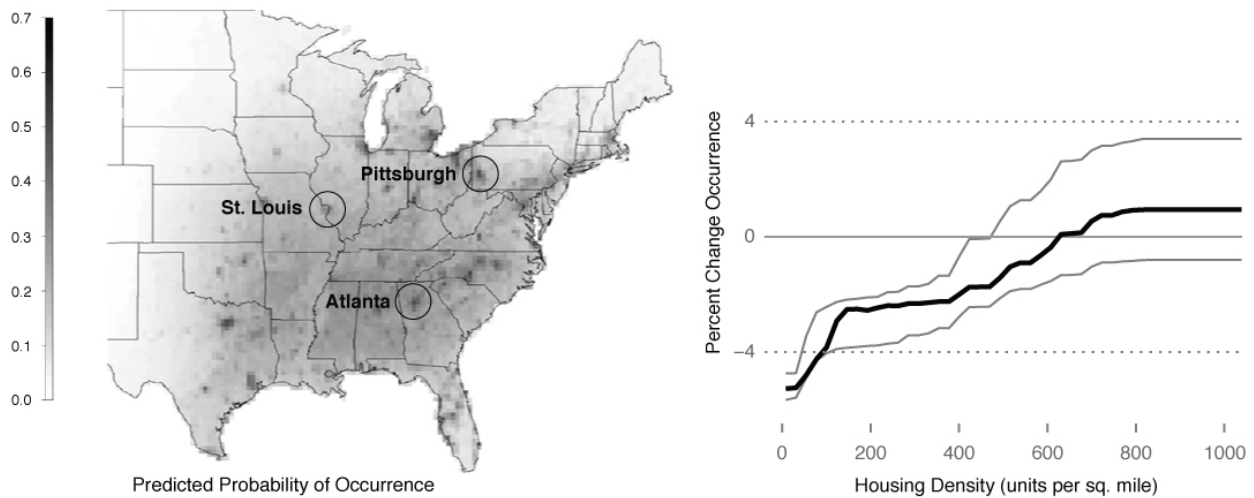 0.7
0.6
0.5
0.4
0.3
0.2
0.1
0.0
Pittsburgh
St. Louis
Atlanta
Predicted Probability of Occurrence
Percent Change Occurrence
4
0
−4
0 200 400 600 800 1000
Housing Density (units per sq. mile)